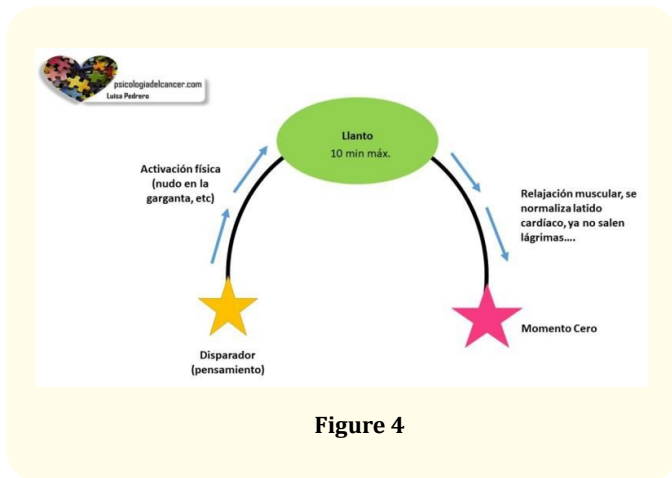 psicologiadelcancer.com
Luisa Pedrero
Llanto
10 min máx.
Activación física
(nudo en la
garganta, etc)
Relajación muscular, se
normaliza latido
cardíaco, ya no salen
lágrimas....
Disparador
(pensamiento)
Momento Cero
Figure 4